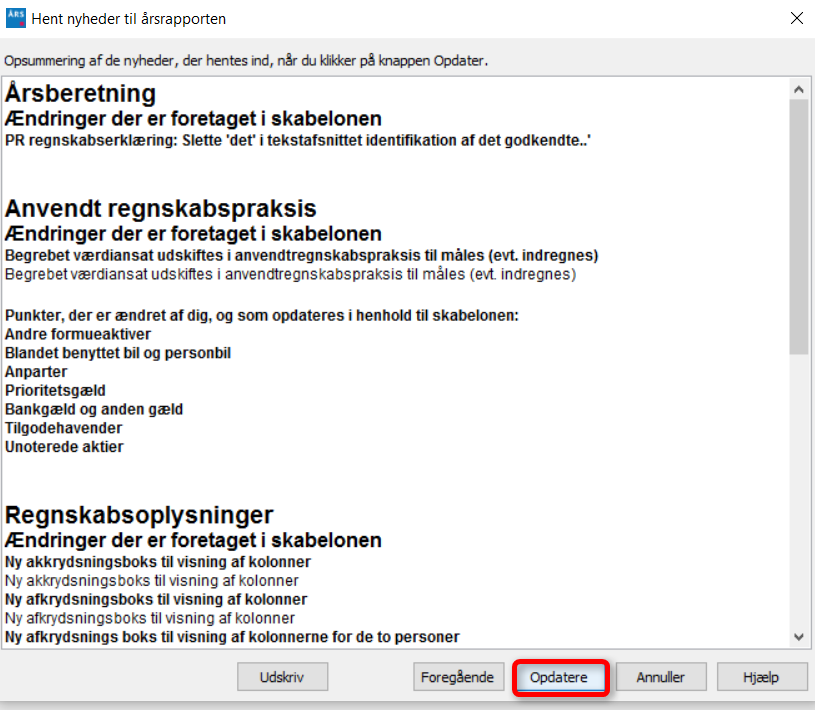 ÅRS
Hent nyheder til årsrapporten
Opsummering af de nyheder, der hentes ind, når du klikker på knappen Opdater.
Årsberetning
Ændringer der er foretaget i skabelonen
PR regnskabserklæring: Slette 'det' i tekstafsnittet identifikation af det godkendte..'
Anvendt regnskabspraksis
Ændringer der er foretaget i skabelonen
Begrebet værdiansat udskiftes i anvendtregnskabspraksis til måles (evt. indregnes)
Begrebet værdiansat udskiftes i anvendtregnskabspraksis til måles (evt. indregnes)
Punkter, der er ændret af dig, og som opdateres i henhold til skabelonen:
Andre formueaktiver
Blandet benyttet bil og personbil
Anparter
Prioritetsgæld
Bankgæld og anden gæld
Tilgodehavender
Unoterede aktier
Regnskabsoplysninger
Ændringer der er foretaget i skabelonen
Ny akkrydsningsboks til visning af kolonner
Ny akkrydsningsboks til visning af kolonner
Ny afkrydsningsboks til visning af kolonner
Ny afkrydsningsboks til visning af kolonner
Ny afkrydsnings boks til visning af kolonnerne for de to personer
Udskriv Foregående Opdatere Annuller Hjælp